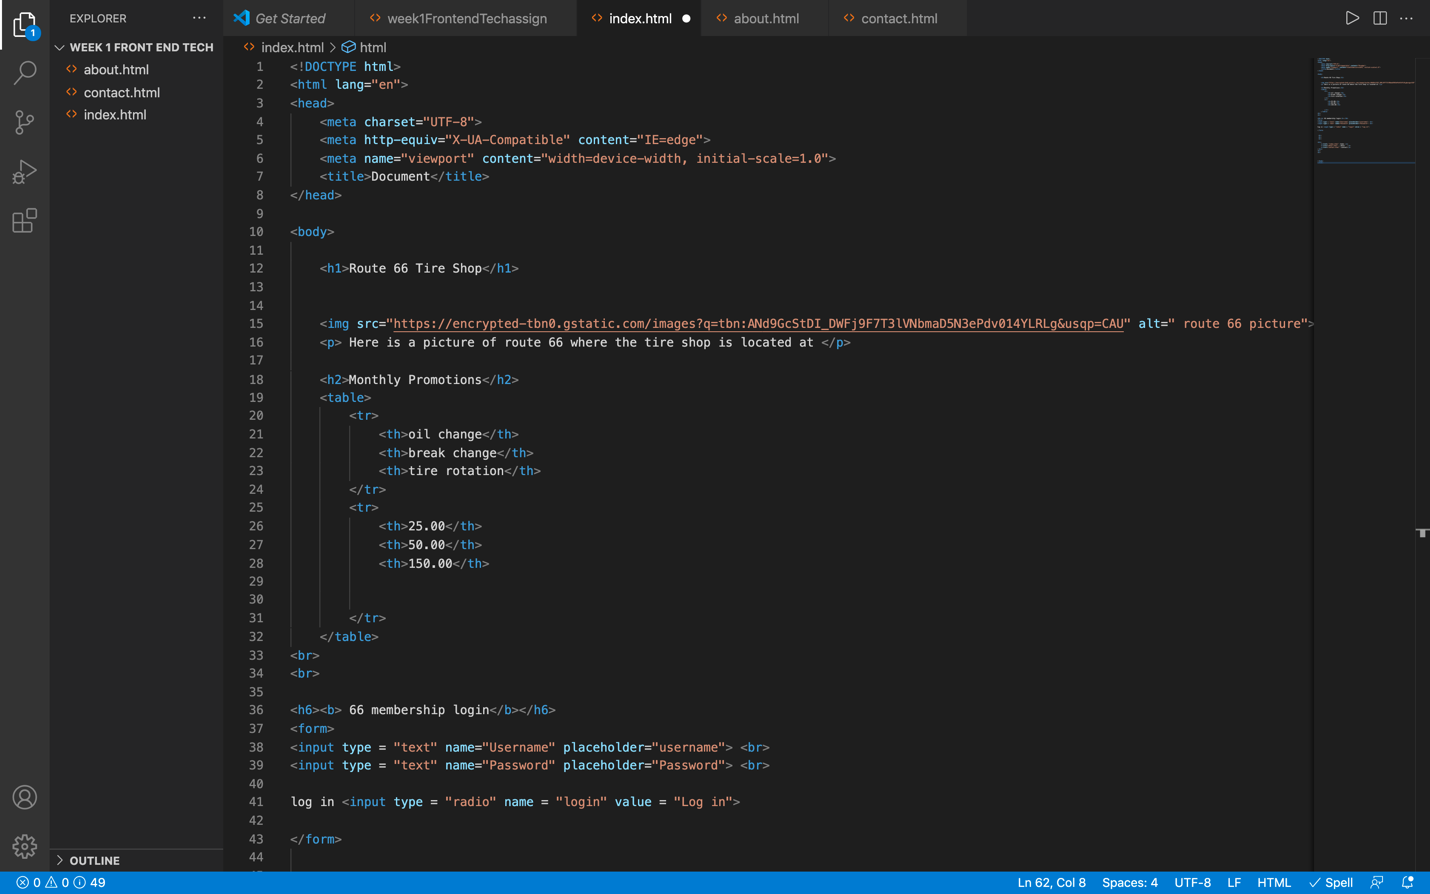 EXPLORER ···
Get Started
week1FrontendTechassign
index.html
about.html
contact.html
1
WEEK 1 FRONT END TECH
about.html
contact.html
index.html
index.html > html
1 <!DOCTYPE html>
2 <html lang="en">
3 <head>
4 <meta charset="UTF-8">
5 <meta http-equiv="X-UA-Compatible" content="IE=edge">
6 <meta name="viewport" content="width=device-width, initial-scale=1.0">
7 <title>Document</title>
8 </head>
9
10 <body>
11
12 <h1>Route 66 Tire Shop</h1>
13
14
15 <img src="https://encrypted-tbn0.gstatic.com/images?q=tbn:ANd9GcStDI_DWFj9F7T3lVNbmaD5N3ePdv014YLRLg&usqp=CAU" alt=" route 66 picture">
16 <p> Here is a picture of route 66 where the tire shop is located at </p>
17
18 <h2>Monthly Promotions</h2>
19 <table>
20 <tr>
21 <th>oil change</th>
22 <th>break change</th>
23 <th>tire rotation</th>
24 </tr>
25 <tr>
26 <th>25.00</th>
27 <th>50.00</th>
28 <th>150.00</th>
29
30
31 </tr>
32 </table>
33 <br>
34 <br>
35
36 <h6><b> 66 membership login</b></h6>
37 <form>
38 <input type = "text" name="Username" placeholder="username"> <br>
39 <input type = "text" name="Password" placeholder="Password"> <br>
40
41 log in <input type = "radio" name = "login" value = "Log in">
42
43 </form>
44
OUTLINE
0 0 49
Ln 62, Col 8 Spaces: 4 UTF-8 LF HTML Spell